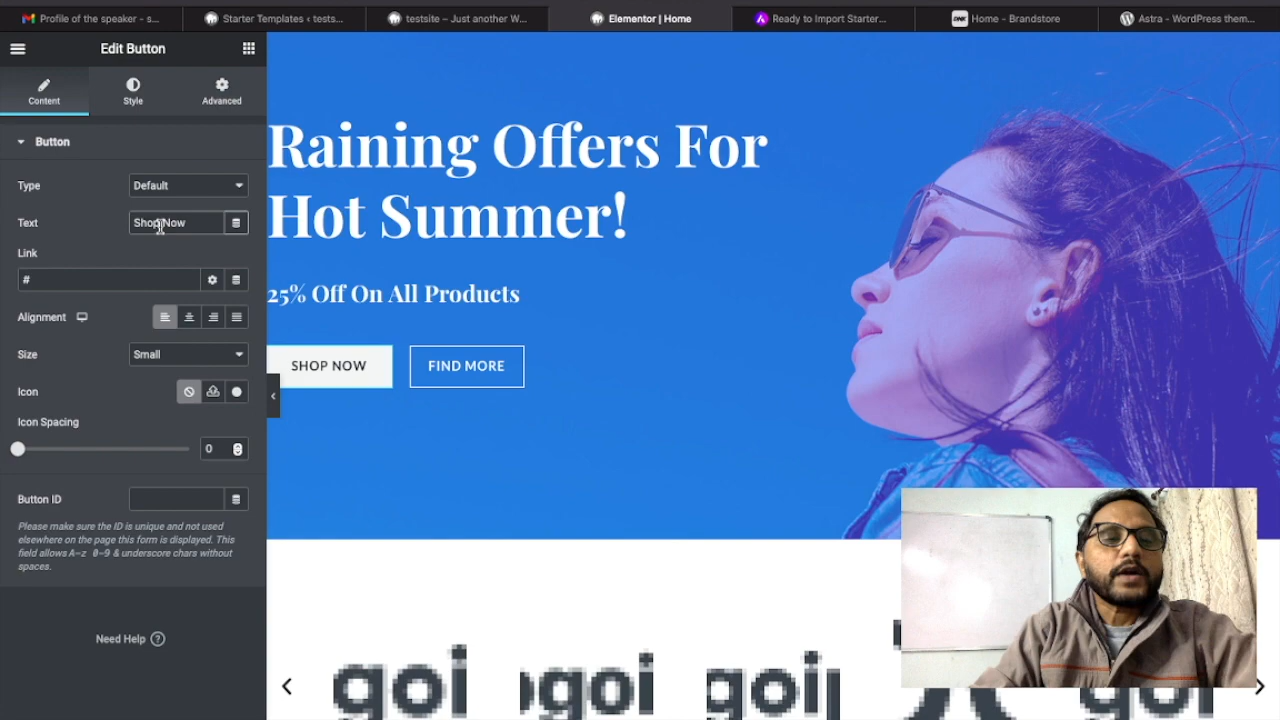 Profile of the speaker - s...
Starter Templates ‹ tests...
testsite – Just another W...
Elementor | Home
Ready to Import Starter...
DNK
Home - Brandstore
Astra - WordPress them...
Edit Button
Content
Style
Advanced
Button
Type
Default
Text
Shop Now
Link
#
Alignment
Size
Small
Icon
Icon Spacing
0
Button ID
Please make sure the ID is unique and not used
elsewhere on the page this form is displayed. This
field allows A-z 0-9 & underscore chars without
spaces.
Need Help ?
Raining Offers For
Hot Summer!
25% Off On All Products
SHOP NOW
FIND MORE